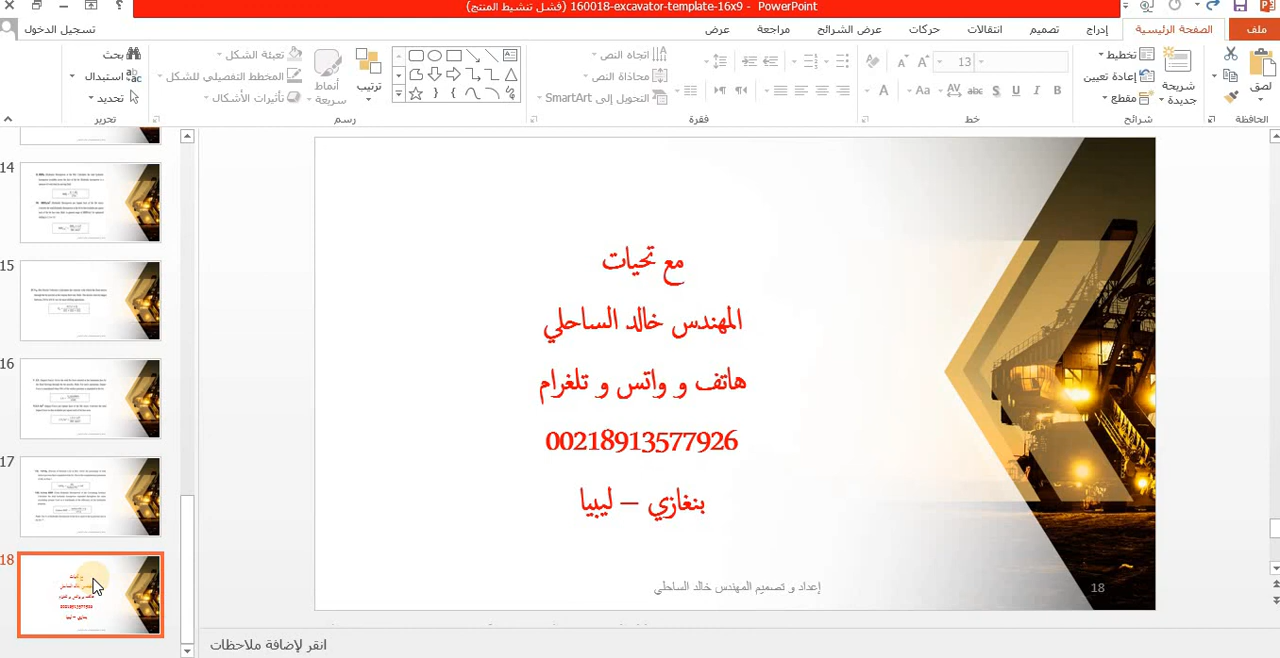 160018-excavator-template-16x9 - PowerPoint (فشل تنشيط المنتج)
ملف
الصفحة الرئيسية
إدراج
تصميم
انتقالات
حركات
عرض الشرائح
مراجعة
عرض
تسجيل الدخول
لصق
الحافظة
شريحة جديدة
تخطيط
إعادة تعيين
مقطع
شرائح
13
خط
فقرة
اتجاه النص
محاذاة النص
التحويل إلى SmartArt
ترتيب
أنماط سريعة
تعبئة الشكل
المخطط التفصيلي للشكل
تأثيرات الأشكال
رسم
بحث
استبدال
تحديد
تحرير
14
15
16
17
18
مع تحيات
المهندس خالد الساحلي
هاتف و واتس و تلغرام
00218913577926
بنغازي – ليبيا
إعداد و تصميم المهندس خالد الساحلي
18
انقر لإضافة ملاحظات